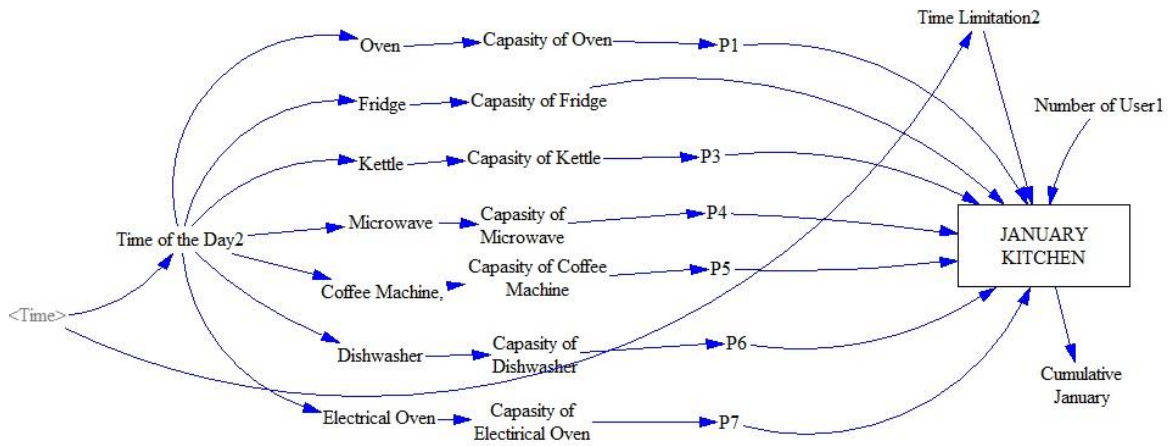 Time Limitation2
Oven
Capasity of Oven
P1
Fridge
Capasity of Fridge
Number of User1
Kettle
Capasity of Kettle
P3
Microwave
Capasity of
Microwave
P4
Time of the Day2
JANUARY
KITCHEN
Coffee Machine,
Capasity of Coffee
Machine
P5
<Time>
Dishwasher
Capasity of
Dishwasher
P6
Cumulative
January
Electrical Oven
Capasity of
Electirical Oven
P7